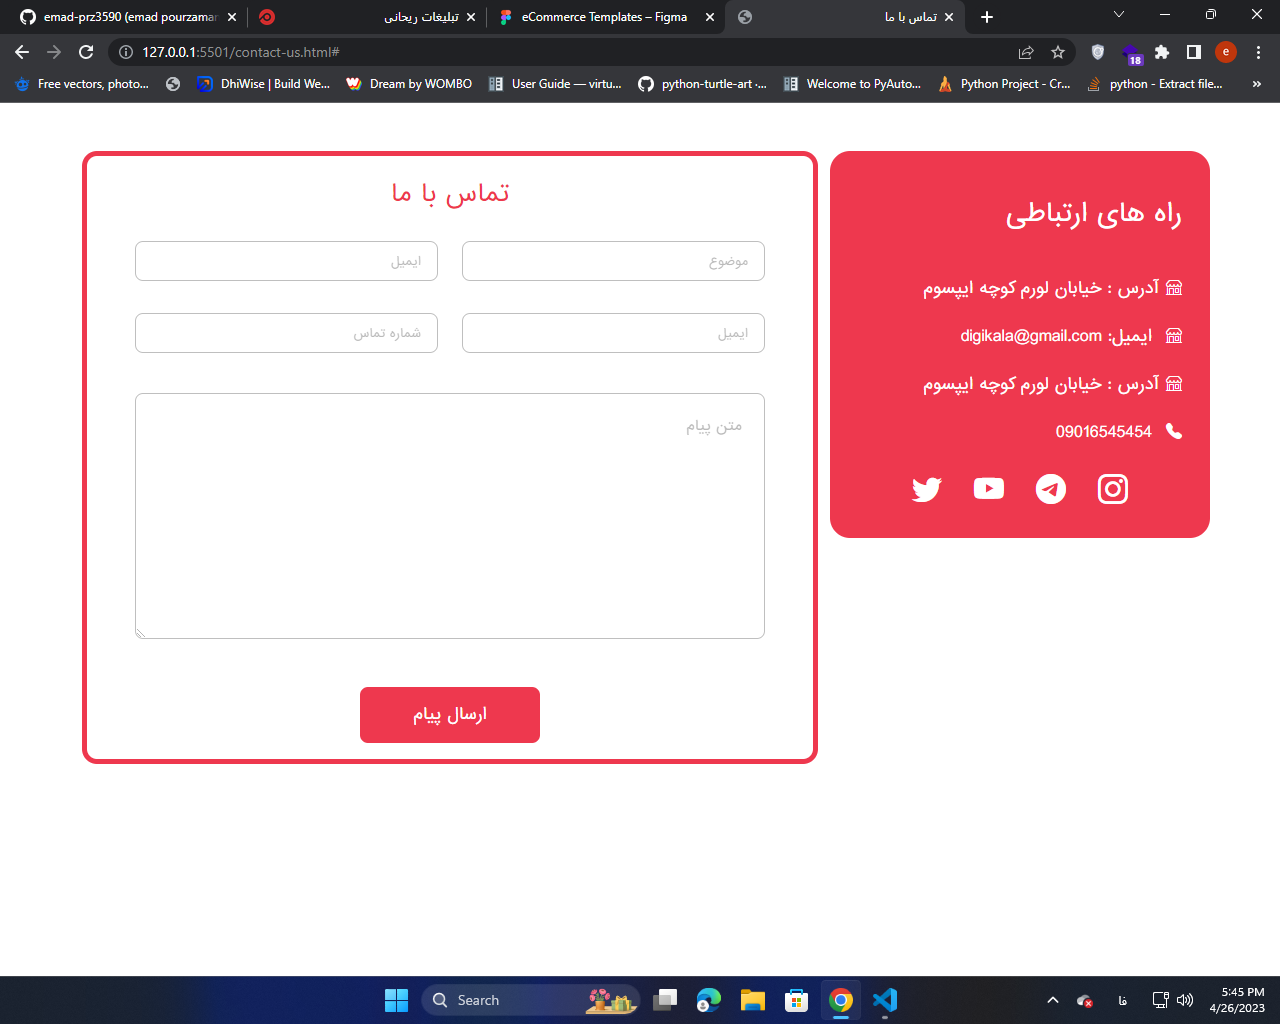 emad-prz3590 (emad pourzamar
تبلیغات ریحانی
eCommerce Templates – Figma
تماس با ما
127.0.0.1:5501/contact-us.html#
18
e
Free vectors, photo...
DhiWise | Build We...
Dream by WOMBO
User Guide — virtu...
python-turtle-art ·...
Welcome to PyAuto...
Python Project - Cr...
python - Extract file...
»
راه های ارتباطی
آدرس : خیابان لورم کوچه ایپسوم
ایمیل: digikala@gmail.com
آدرس : خیابان لورم کوچه ایپسوم
09016545454
تماس با ما
موضوع
ایمیل
ایمیل
شماره تماس
متن پیام
ارسال پیام
Search
فا
5:45 PM
4/26/2023